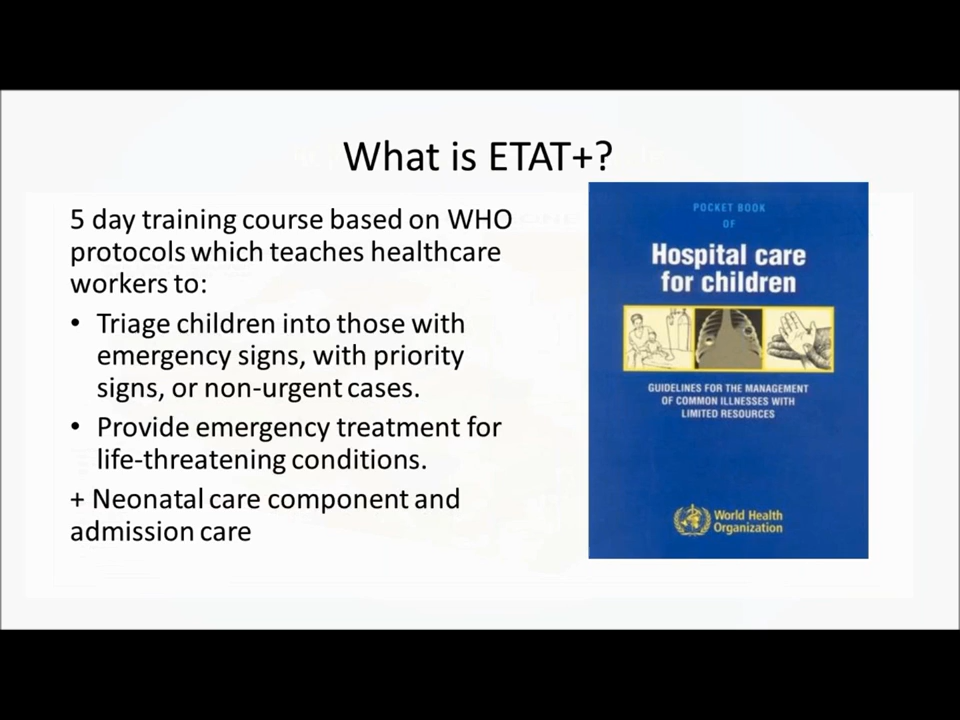 What is ETAT+?
5 day training course based on WHO
protocols which teaches healthcare
workers to:
• Triage children into those with
emergency signs, with priority
signs, or non-urgent cases.
• Provide emergency treatment for
life-threatening conditions.
+ Neonatal care component and
admission care
POCKET BOOK
OF
Hospital care
for children
GUIDELINES FOR THE MANAGEMENT
OF COMMON ILLNESSES WITH
LIMITED RESOURCES
World Health
Organization